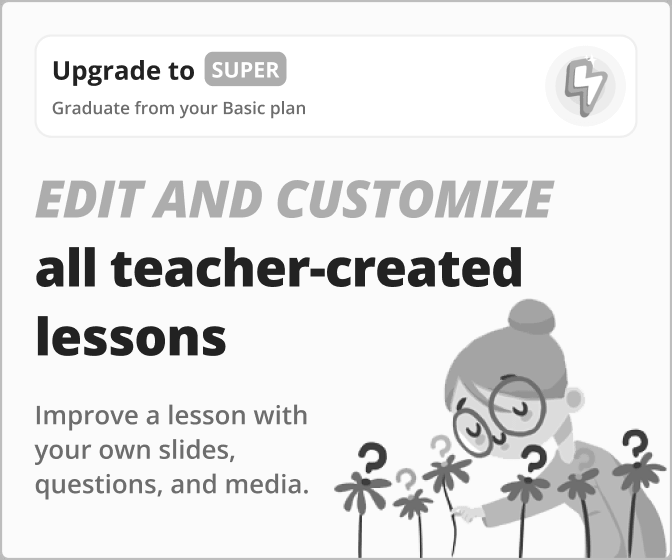 Upgrade to SUPER
Graduate from your Basic plan
EDIT AND CUSTOMIZE
all teacher-created
lessons
Improve a lesson with
your own slides,
questions, and media.
? ? ? ? ? ?